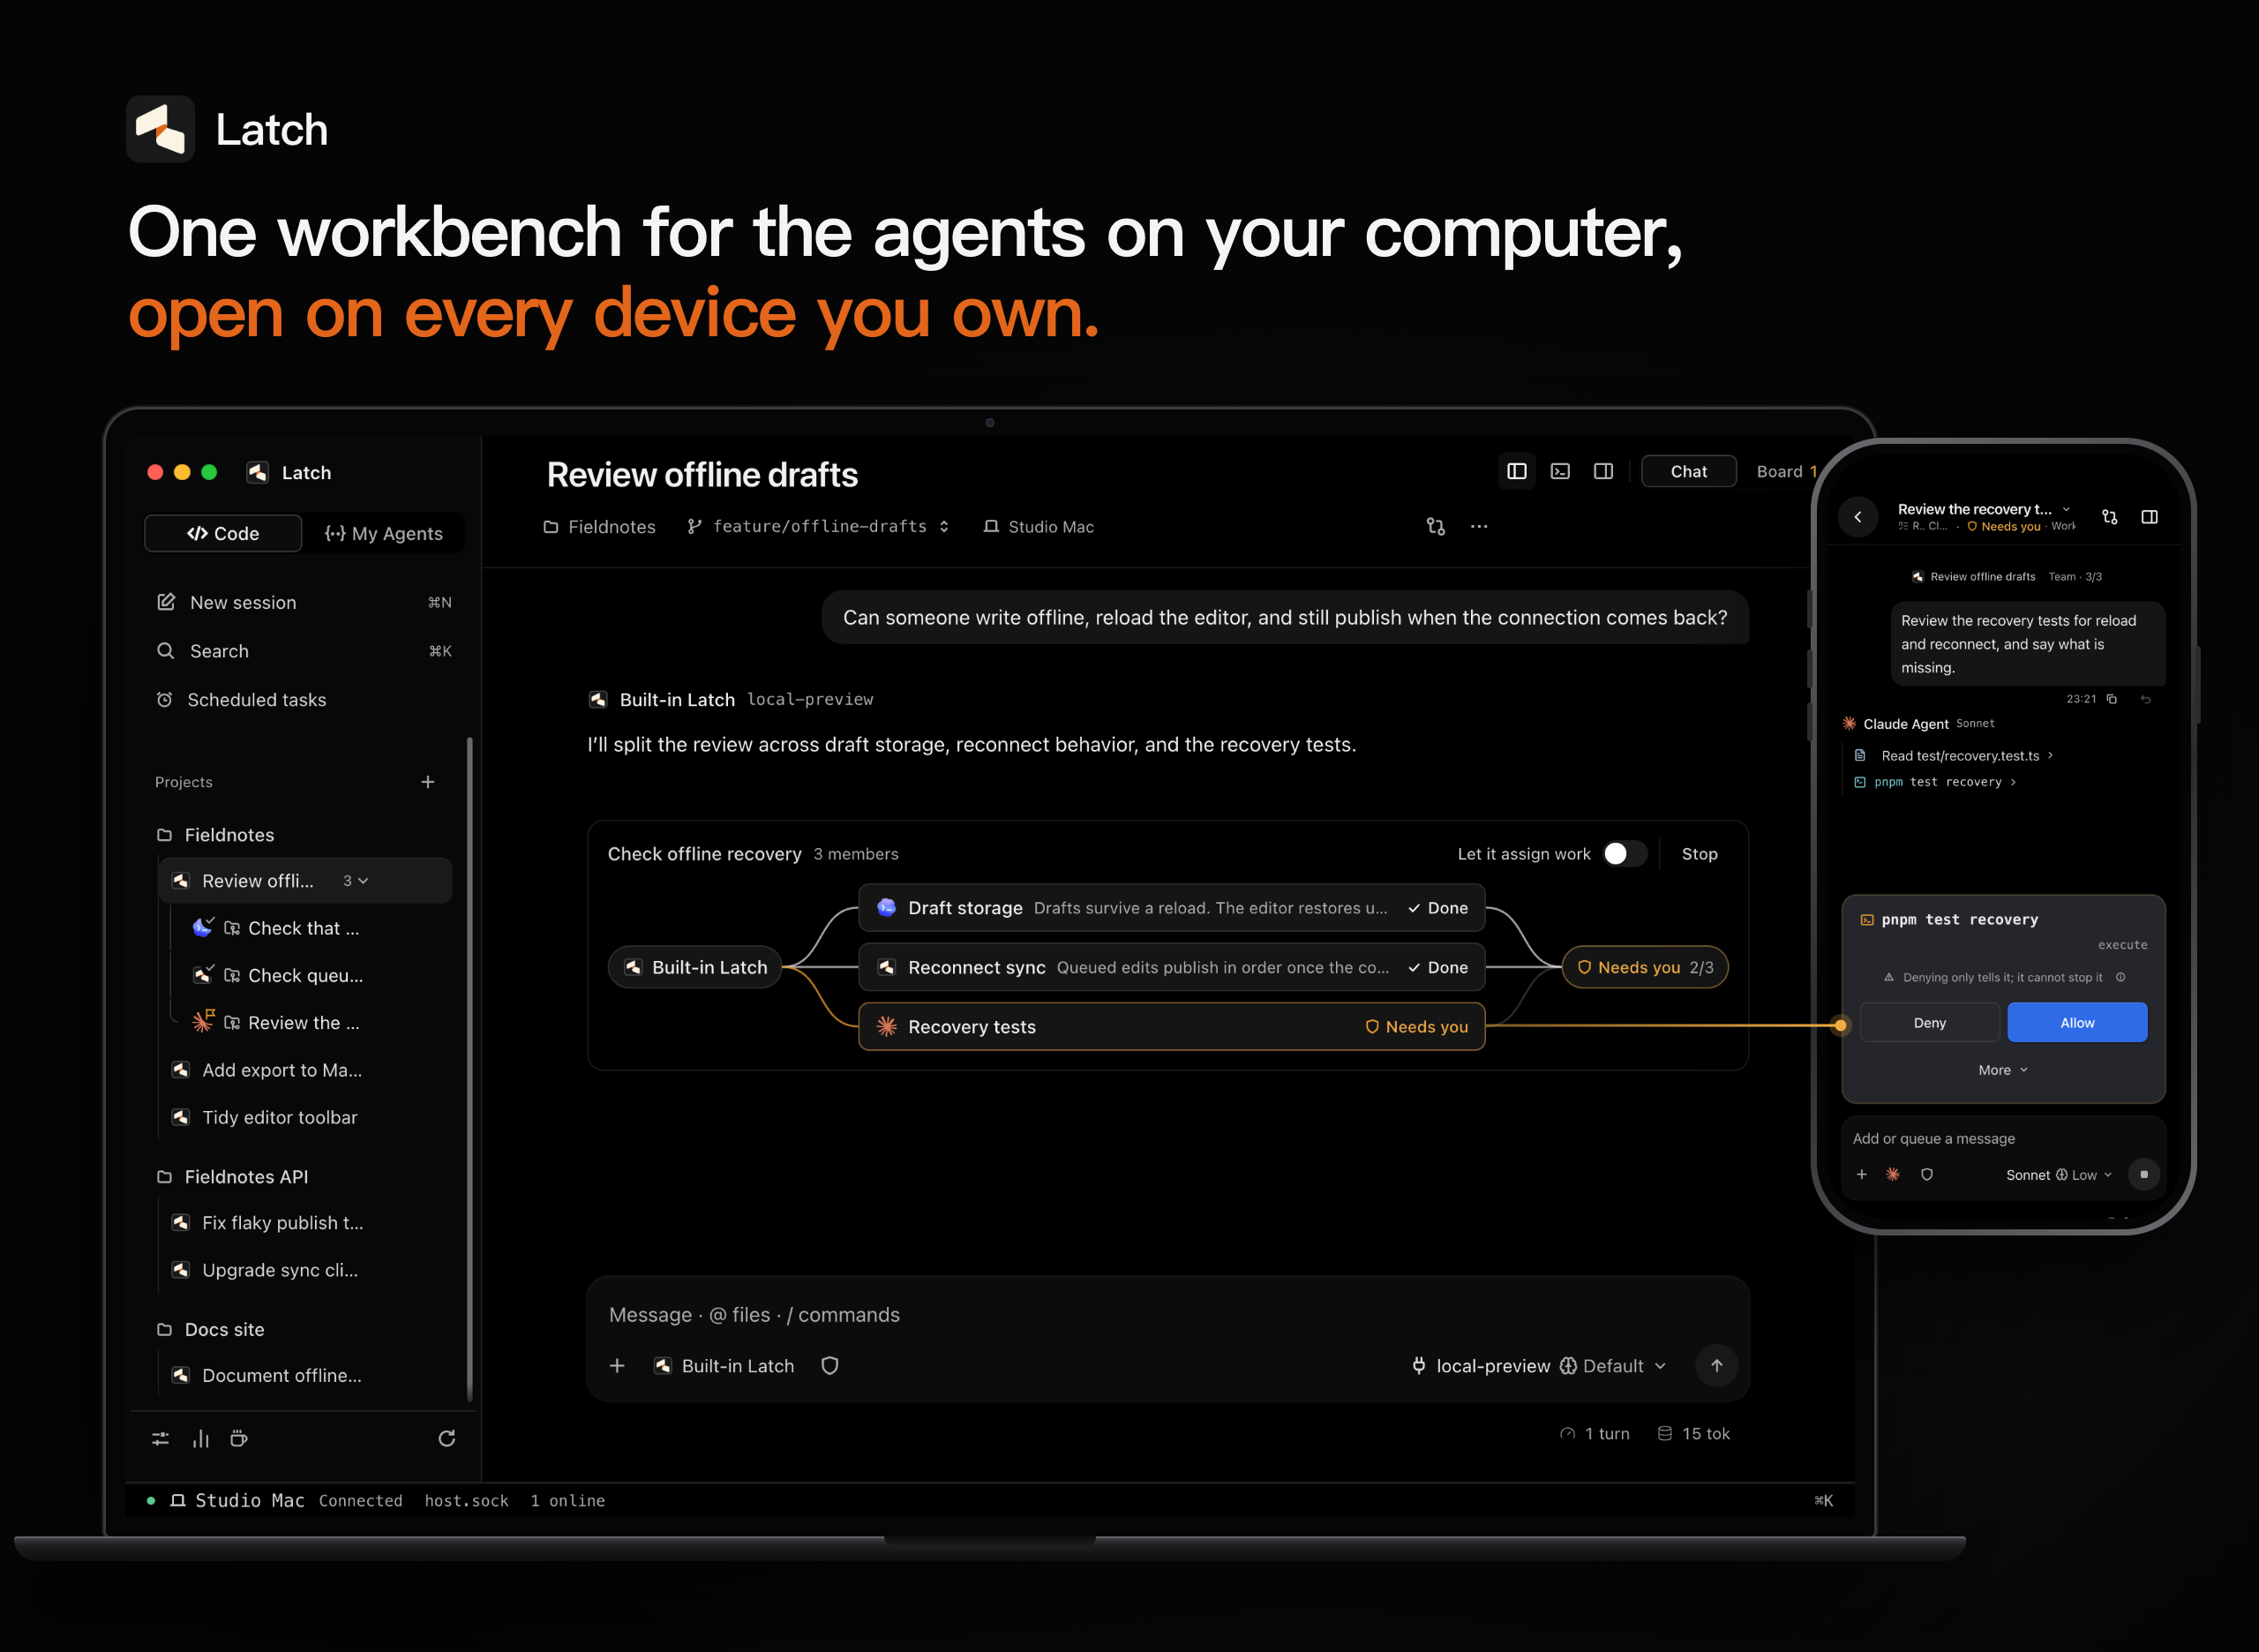 Latch
One workbench for the agents on your computer,
open on every device you own.
Latch
Code
My Agents
New session ⌘N
Search ⌘K
Scheduled tasks
Projects
Fieldnotes
Review offli... 3
Check that ...
Check queu...
Review the ...
Add export to Ma...
Tidy editor toolbar
Fieldnotes API
Fix flaky publish t...
Upgrade sync cli...
Docs site
Document offline...
Review offline drafts
Chat
Board 1
Fieldnotes
feature/offline-drafts
Studio Mac
Can someone write offline, reload the editor, and still publish when the connection comes back?
Built-in Latch local-preview
I'll split the review across draft storage, reconnect behavior, and the recovery tests.
Check offline recovery 3 members
Let it assign work
Stop
Built-in Latch
Draft storage Drafts survive a reload. The editor restores u... Done
Reconnect sync Queued edits publish in order once the co... Done
Recovery tests Needs you
Needs you 2/3
Message · @ files · / commands
Built-in Latch
local-preview Default
1 turn 15 tok
Studio Mac Connected host.sock 1 online
⌘K
Review the recovery t...
R.. Cl... · Needs you · Work
Review offline drafts Team · 3/3
Review the recovery tests for reload
and reconnect, and say what is
missing.
23:21
Claude Agent Sonnet
Read test/recovery.test.ts
pnpm test recovery
pnpm test recovery
execute
Denying only tells it; it cannot stop it
Deny
Allow
More
Add or queue a message
Sonnet Low